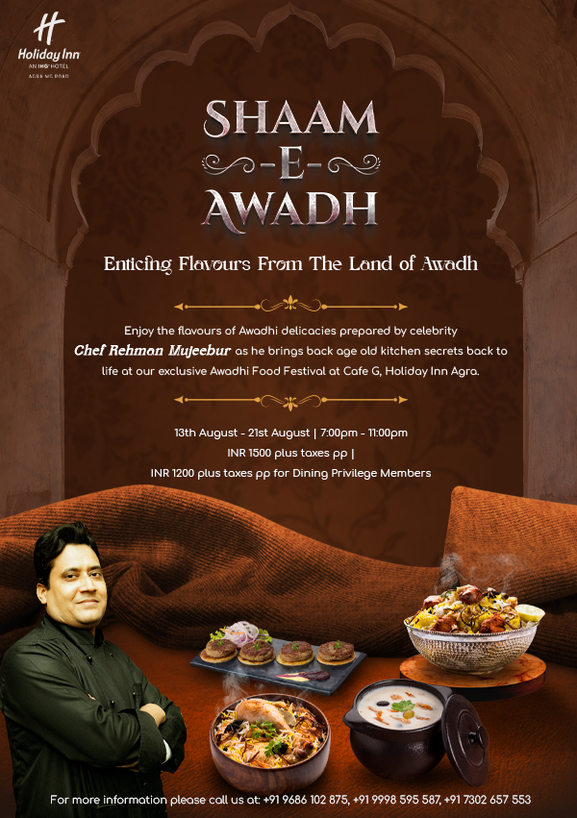 Holiday Inn
AN IHG HOTEL
AGRA MG ROAD
SHAAM
-E-
AWADH
Enticing Flavours From The Land of Awadh
Enjoy the flavours of Awadhi delicacies prepared by celebrity
Chef Rehman Mujeebur as he brings back age old kitchen secrets back to
life at our exclusive Awadhi Food Festival at Cafe G, Holiday Inn Agra.
13th August - 21st August | 7:00pm - 11:00pm
INR 1500 plus taxes pp |
INR 1200 plus taxes pp for Dining Privilege Members
For more information please call us at: +91 9686 102 875, +91 9998 595 587, +91 7302 657 553